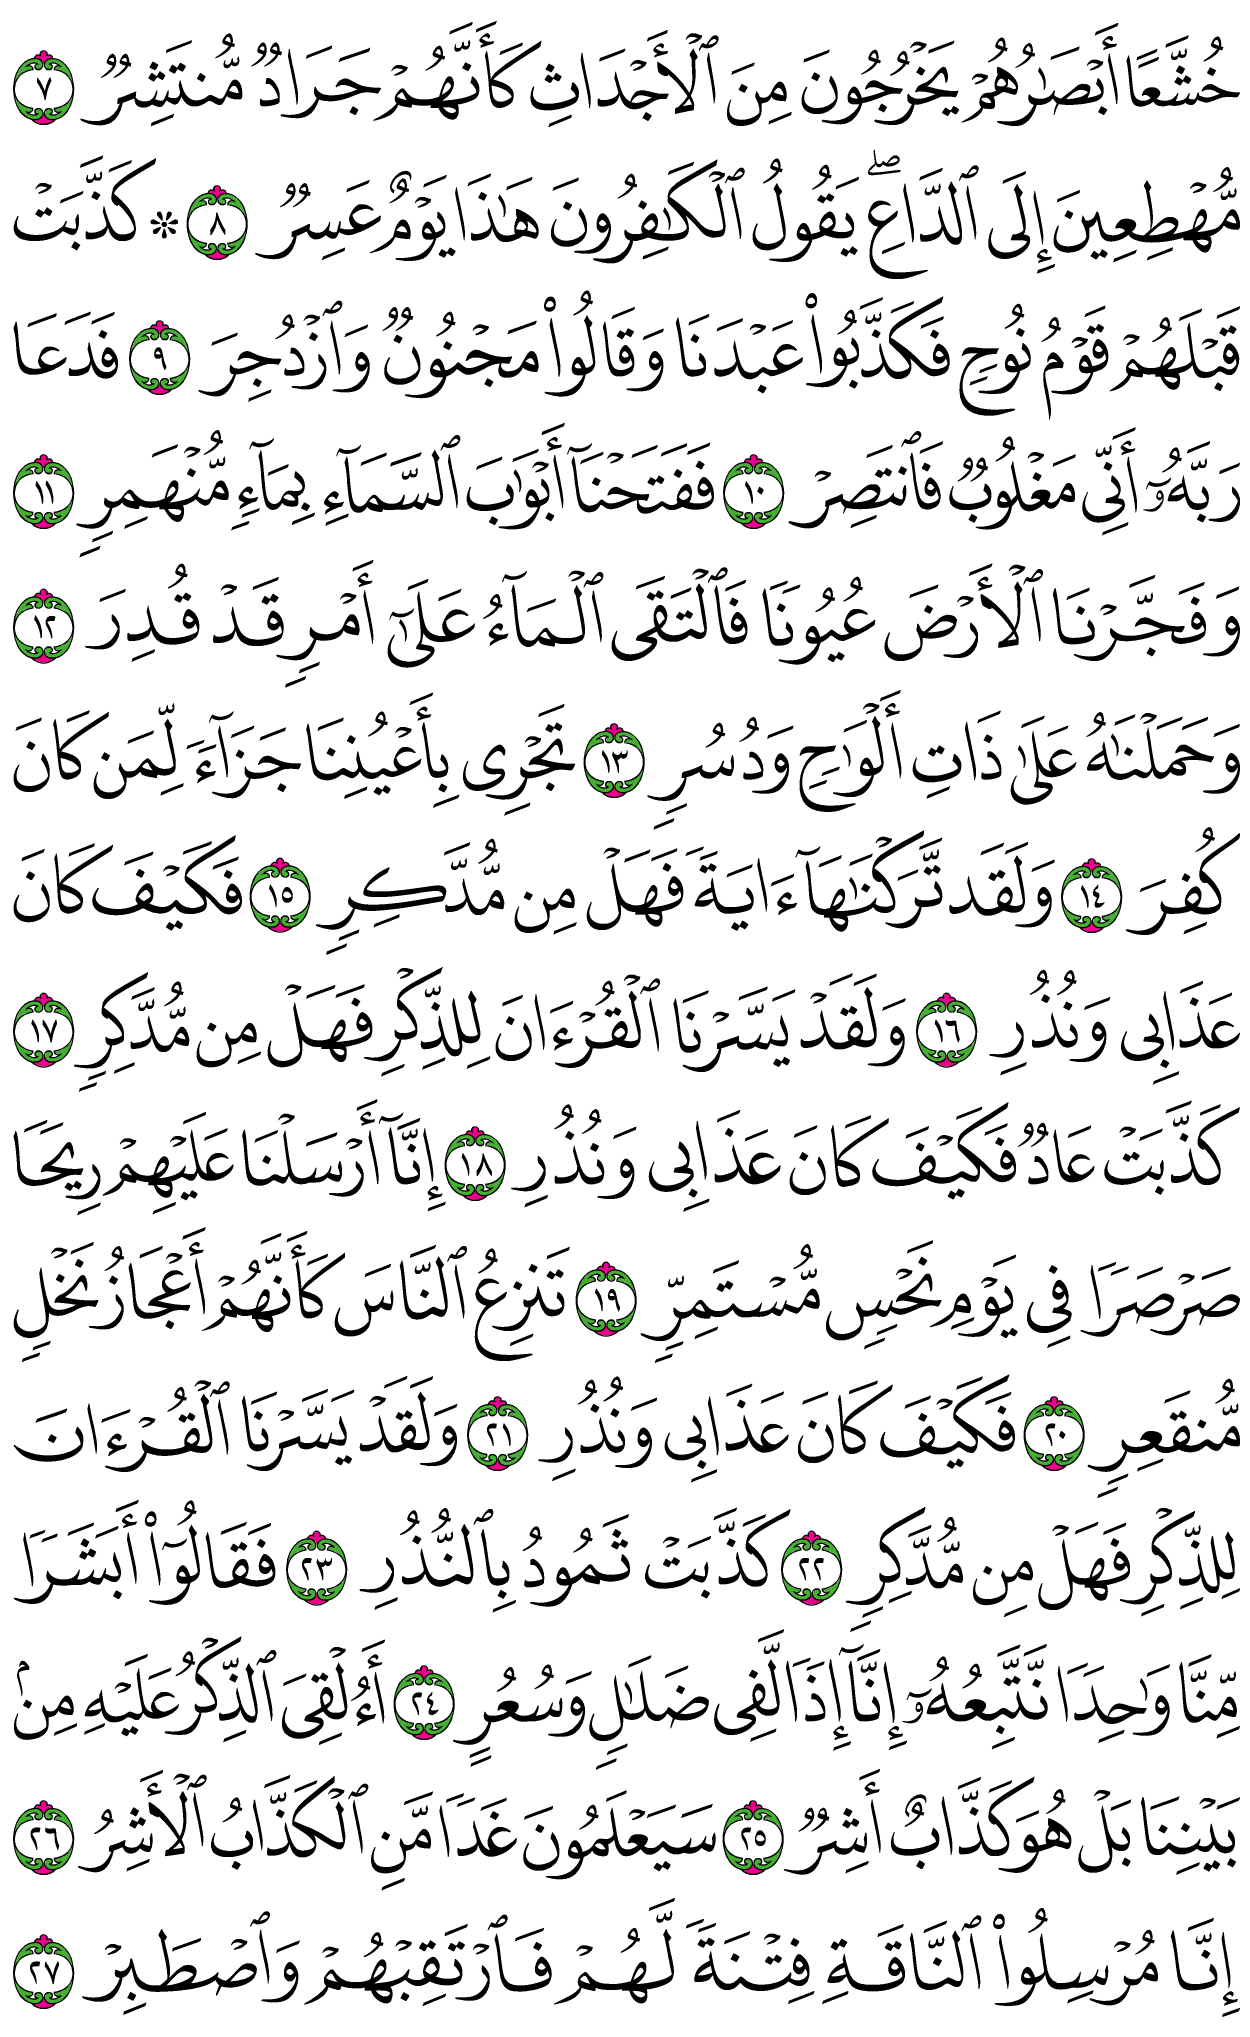 خُشَّعًا أَبۡصَٰرُهُمۡ يَخۡرُجُونَ مِنَ ٱلۡأَجۡدَاثِ كَأَنَّهُمۡ جَرَادٞ مُّنتَشِرٞ ٧
مُّهۡطِعِينَ إِلَى ٱلدَّاعِۖ يَقُولُ ٱلۡكَٰفِرُونَ هَٰذَا يَوۡمٌ عَسِرٞ ٨ ۞ كَذَّبَتۡ
قَبۡلَهُمۡ قَوۡمُ نُوحٖ فَكَذَّبُواْ عَبۡدَنَا وَقَالُواْ مَجۡنُونٞ وَٱزۡدُجِرَ ٩ فَدَعَا
رَبَّهُۥٓ أَنِّي مَغۡلُوبٞ فَٱنتَصِرۡ ١٠ فَفَتَحۡنَآ أَبۡوَٰبَ ٱلسَّمَآءِ بِمَآءٖ مُّنۡهَمِرٖ ١١
وَفَجَّرۡنَا ٱلۡأَرۡضَ عُيُونٗا فَٱلۡتَقَى ٱلۡمَآءُ عَلَىٰٓ أَمۡرٖ قَدۡ قُدِرَ ١٢
وَحَمَلۡنَٰهُ عَلَىٰ ذَاتِ أَلۡوَٰحٖ وَدُسُرٖ ١٣ تَجۡرِي بِأَعۡيُنِنَا جَزَآءٗ لِّمَن كَانَ
كُفِرَ ١٤ وَلَقَد تَّرَكۡنَٰهَآ ءَايَةٗ فَهَلۡ مِن مُّدَّكِرٖ ١٥ فَكَيۡفَ كَانَ
عَذَابِي وَنُذُرِ ١٦ وَلَقَدۡ يَسَّرۡنَا ٱلۡقُرۡءَانَ لِلذِّكۡرِ فَهَلۡ مِن مُّدَّكِرٖ ١٧
كَذَّبَتۡ عَادٞ فَكَيۡفَ كَانَ عَذَابِي وَنُذُرِ ١٨ إِنَّآ أَرۡسَلۡنَا عَلَيۡهِمۡ رِيحٗا
صَرۡصَرٗا فِي يَوۡمِ نَحۡسٖ مُّسۡتَمِرّٖ ١٩ تَنزِعُ ٱلنَّاسَ كَأَنَّهُمۡ أَعۡجَازُ نَخۡلٖ
مُّنقَعِرٖ ٢٠ فَكَيۡفَ كَانَ عَذَابِي وَنُذُرِ ٢١ وَلَقَدۡ يَسَّرۡنَا ٱلۡقُرۡءَانَ
لِلذِّكۡرِ فَهَلۡ مِن مُّدَّكِرٖ ٢٢ كَذَّبَتۡ ثَمُودُ بِٱلنُّذُرِ ٢٣ فَقَالُوٓاْ أَبَشَرٗا
مِّنَّا وَٰحِدٗا نَّتَّبِعُهُۥٓ إِنَّآ إِذٗا لَّفِي ضَلَٰلٖ وَسُعُرٍ ٢٤ أَءُلۡقِيَ ٱلذِّكۡرُ عَلَيۡهِ مِنۢ
بَيۡنِنَا بَلۡ هُوَ كَذَّابٌ أَشِرٞ ٢٥ سَيَعۡلَمُونَ غَدٗا مَّنِ ٱلۡكَذَّابُ ٱلۡأَشِرُ ٢٦
إِنَّا مُرۡسِلُواْ ٱلنَّاقَةِ فِتۡنَةٗ لَّهُمۡ فَٱرۡتَقِبۡهُمۡ وَٱصۡطَبِرۡ ٢٧